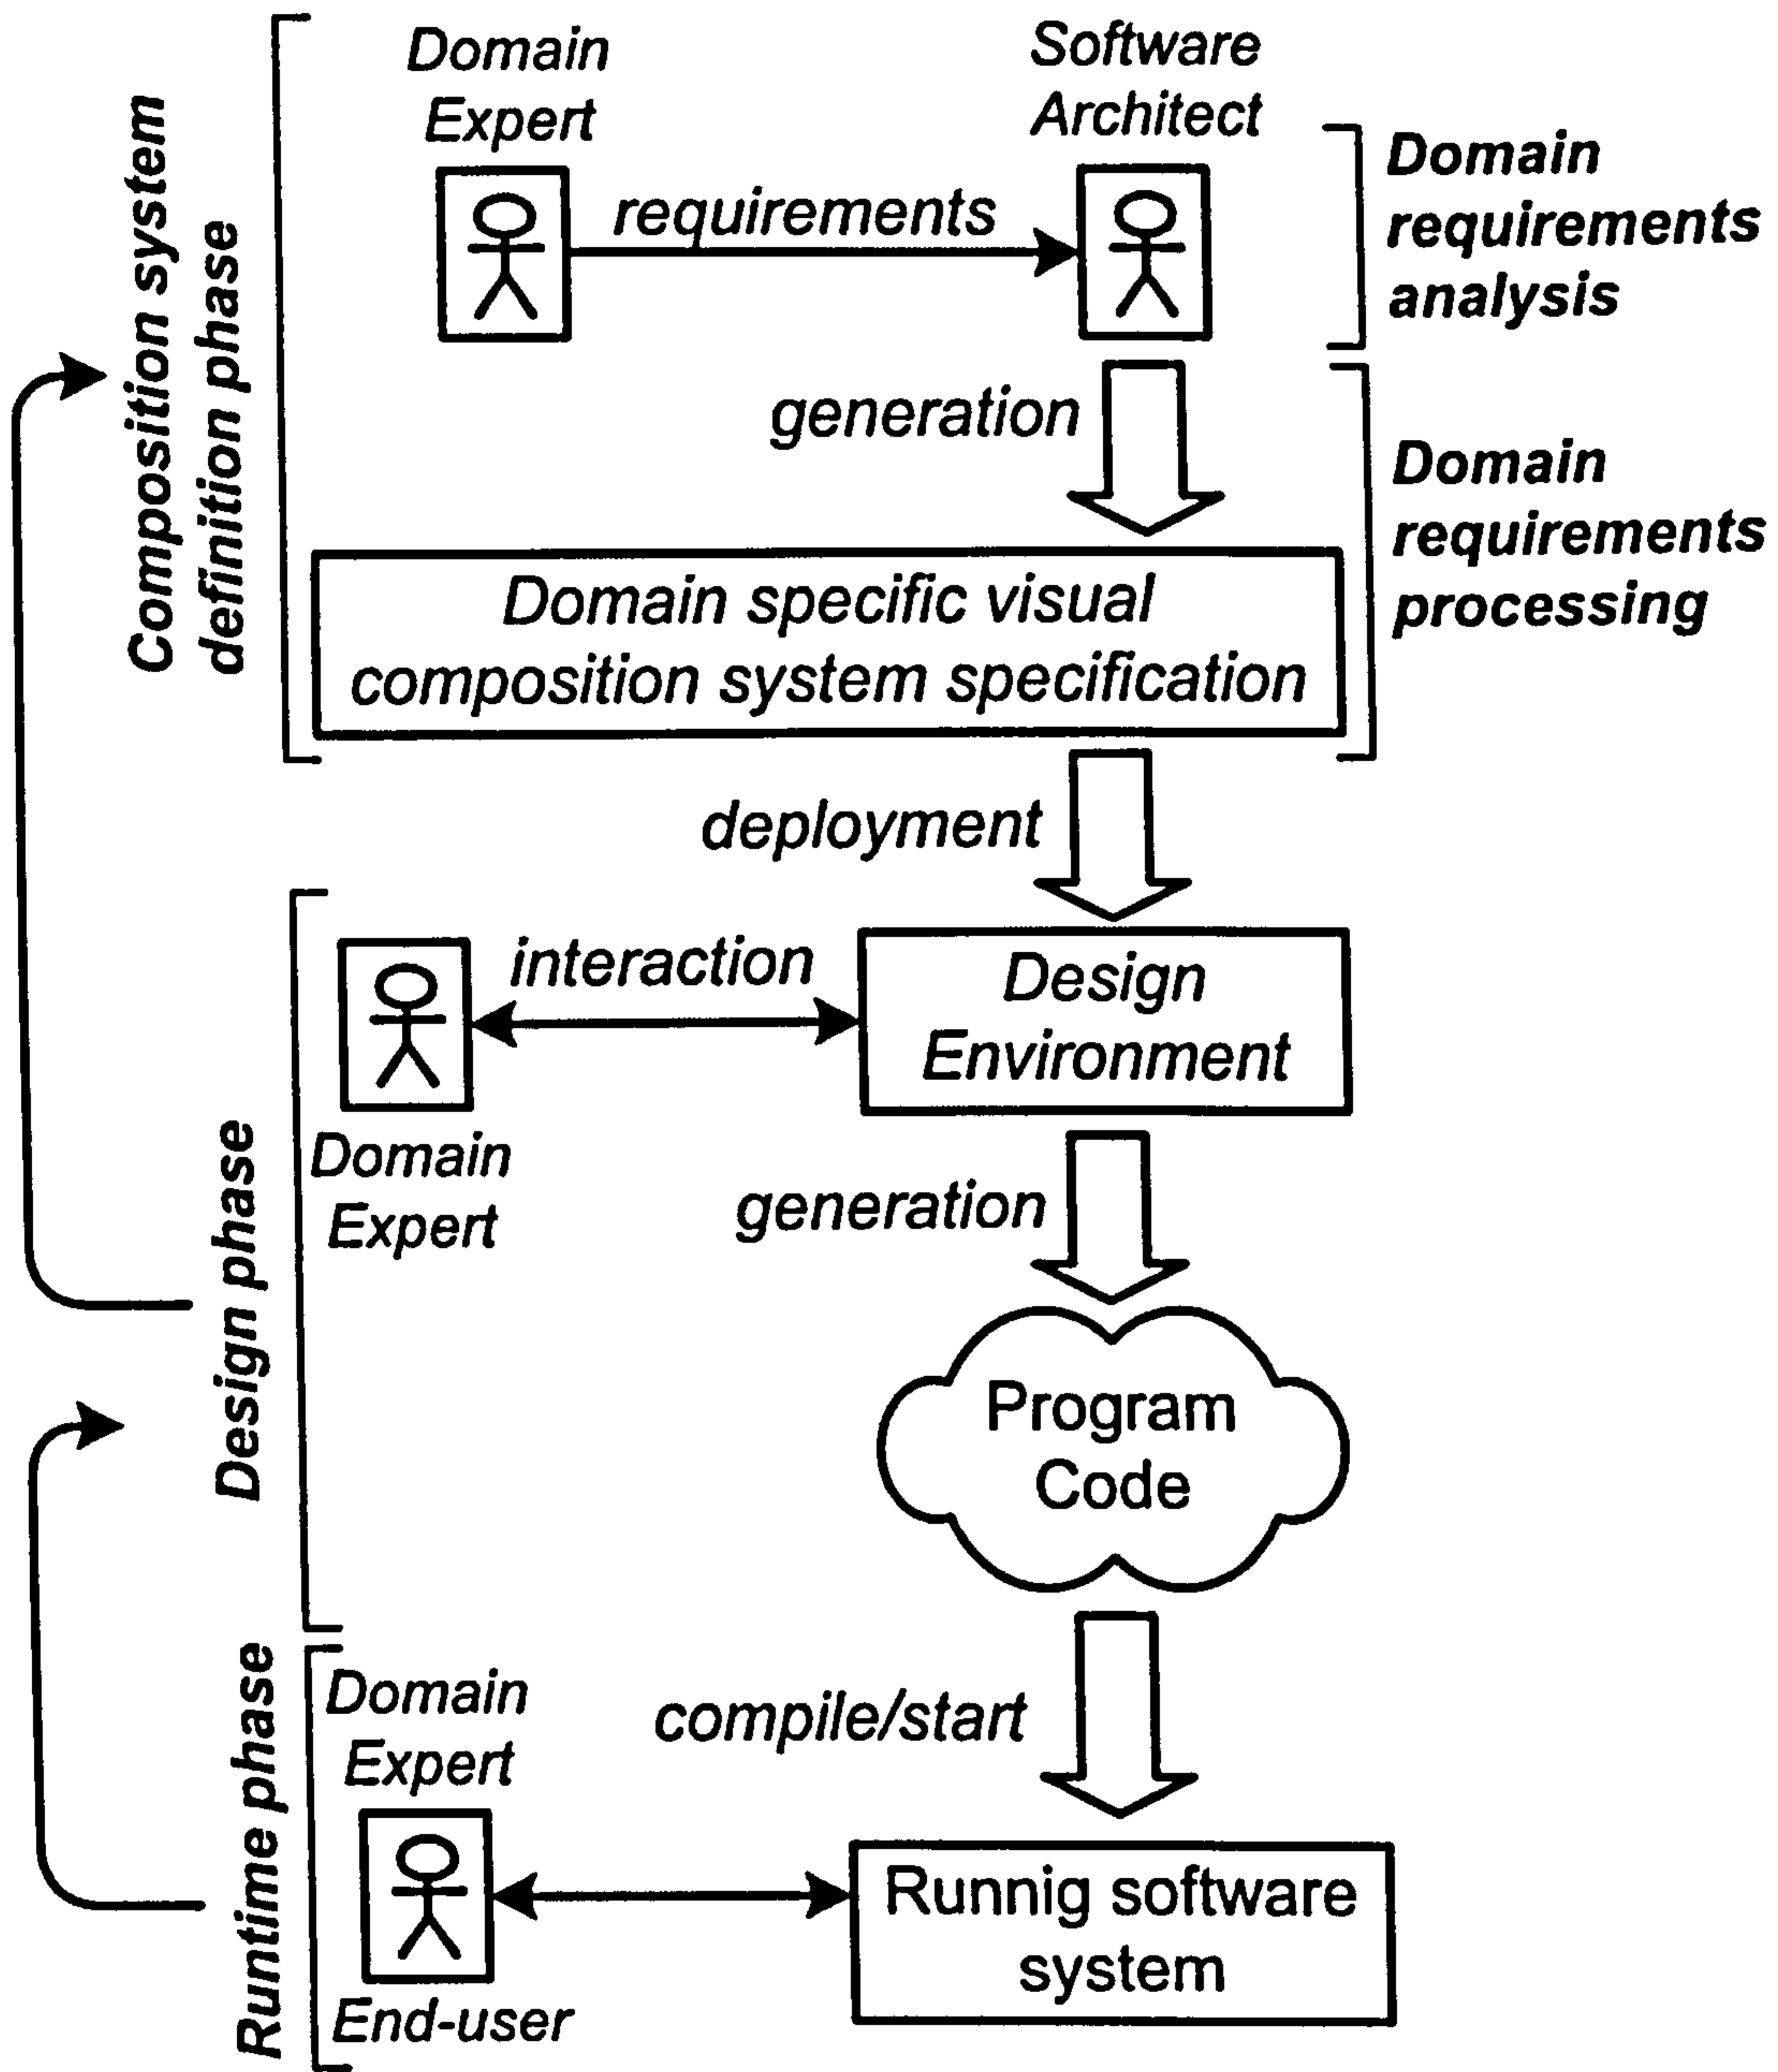 Domain
Expert
Software
Architect
Composition system
definition phase
requirements
Domain
requirements
analysis
generation
Domain
requirements
processing
Domain specific visual
composition system specification
deployment
Design phase
interaction
Design
Environment
Domain
Expert
generation
Program
Code
Runtime phase
Domain
Expert
compile/start
Runnig software
system
End-user